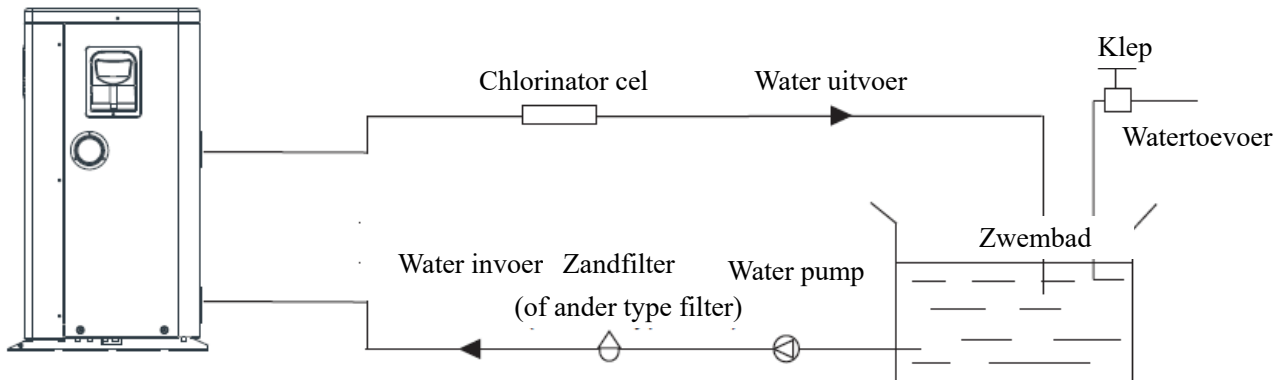 Klep
Chlorinator cel
Water uitvoer
Watertoevoer
Zwembad
Water invoer
Zandfilter
Water pump
(of ander type filter)